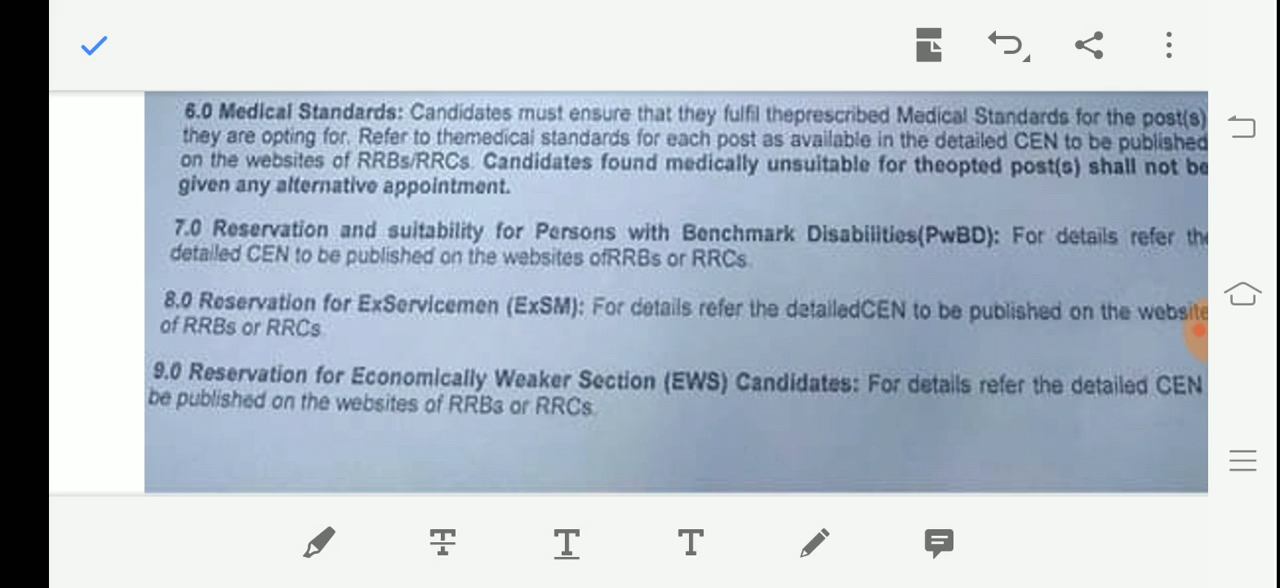 6.0 Medical Standards: Candidates must ensure that they fulfil theprescribed Medical Standards for the post(s)
they are opting for. Refer to themedical standards for each post as available in the detailed CEN to be published
on the websites of RRBs/RRCs. Candidates found medically unsuitable for theopted post(s) shall not be
given any alternative appointment.
7.0 Reservation and suitability for Persons with Benchmark Disabilities(PwBD): For details refer the
detailed CEN to be published on the websites ofRRBs or RRCs.
8.0 Reservation for ExServicemen (ExSM): For details refer the detailedCEN to be published on the website
of RRBs or RRCs
9.0 Reservation for Economically Weaker Section (EWS) Candidates: For details refer the detailed CEN
be published on the websites of RRBs or RRCs.